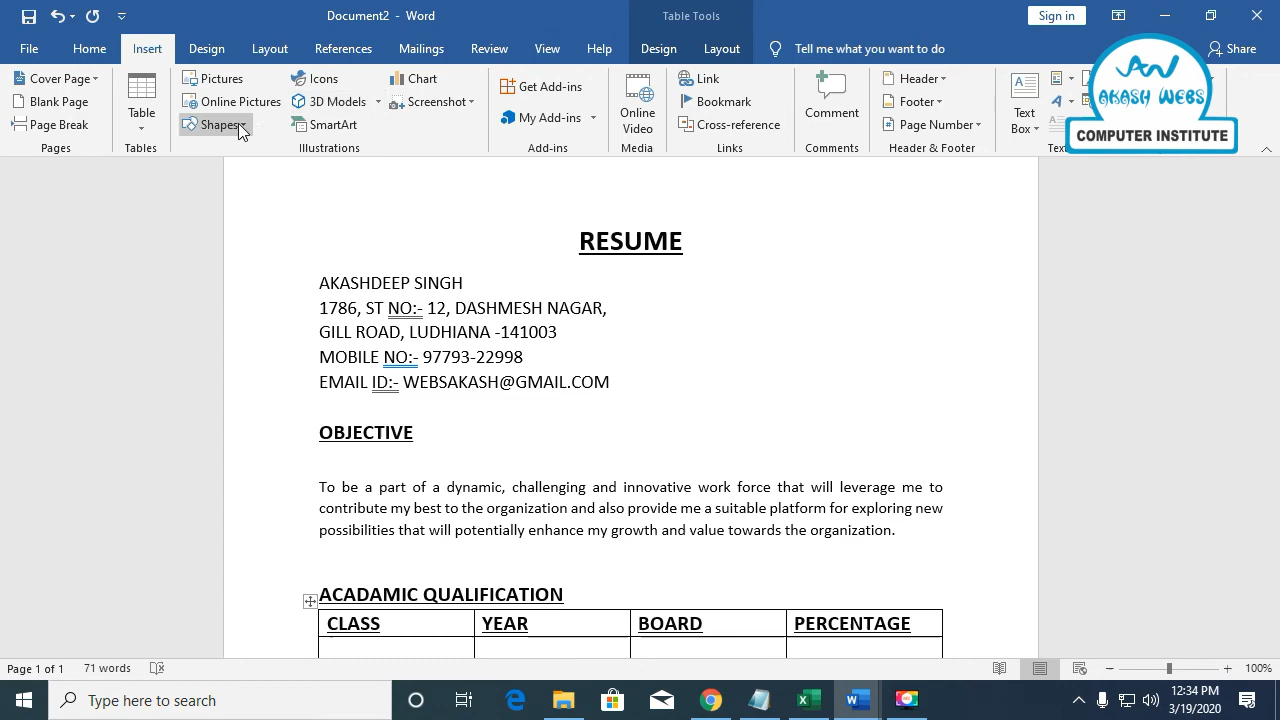 Document2 - Word
Table Tools
Sign in
File Home Insert Design Layout References Mailings Review View Help Design Layout Tell me what you want to do Share
Cover Page
Blank Page
Page Break
Pages
Table
Tables
Pictures
Online Pictures
Shapes
Icons
3D Models
SmartArt
Chart
Screenshot
Illustrations
Get Add-ins
My Add-ins
Add-ins
Online
Video
Media
Link
Bookmark
Cross-reference
Links
Comment
Comments
Header
Footer
Page Number
Header & Footer
Text
Box
AKASH WEBS
COMPUTER INSTITUTE
RESUME
AKASHDEEP SINGH
1786, ST NO:- 12, DASHMESH NAGAR,
GILL ROAD, LUDHIANA -141003
MOBILE NO:- 97793-22998
EMAIL ID:- WEBSAKASH@GMAIL.COM
OBJECTIVE
To be a part of a dynamic, challenging and innovative work force that will leverage me to
contribute my best to the organization and also provide me a suitable platform for exploring new
possibilities that will potentially enhance my growth and value towards the organization.
ACADAMIC QUALIFICATION
CLASS YEAR BOARD PERCENTAGE
Page 1 of 1 71 words 100%
Type here to search
12:34 PM
3/19/2020